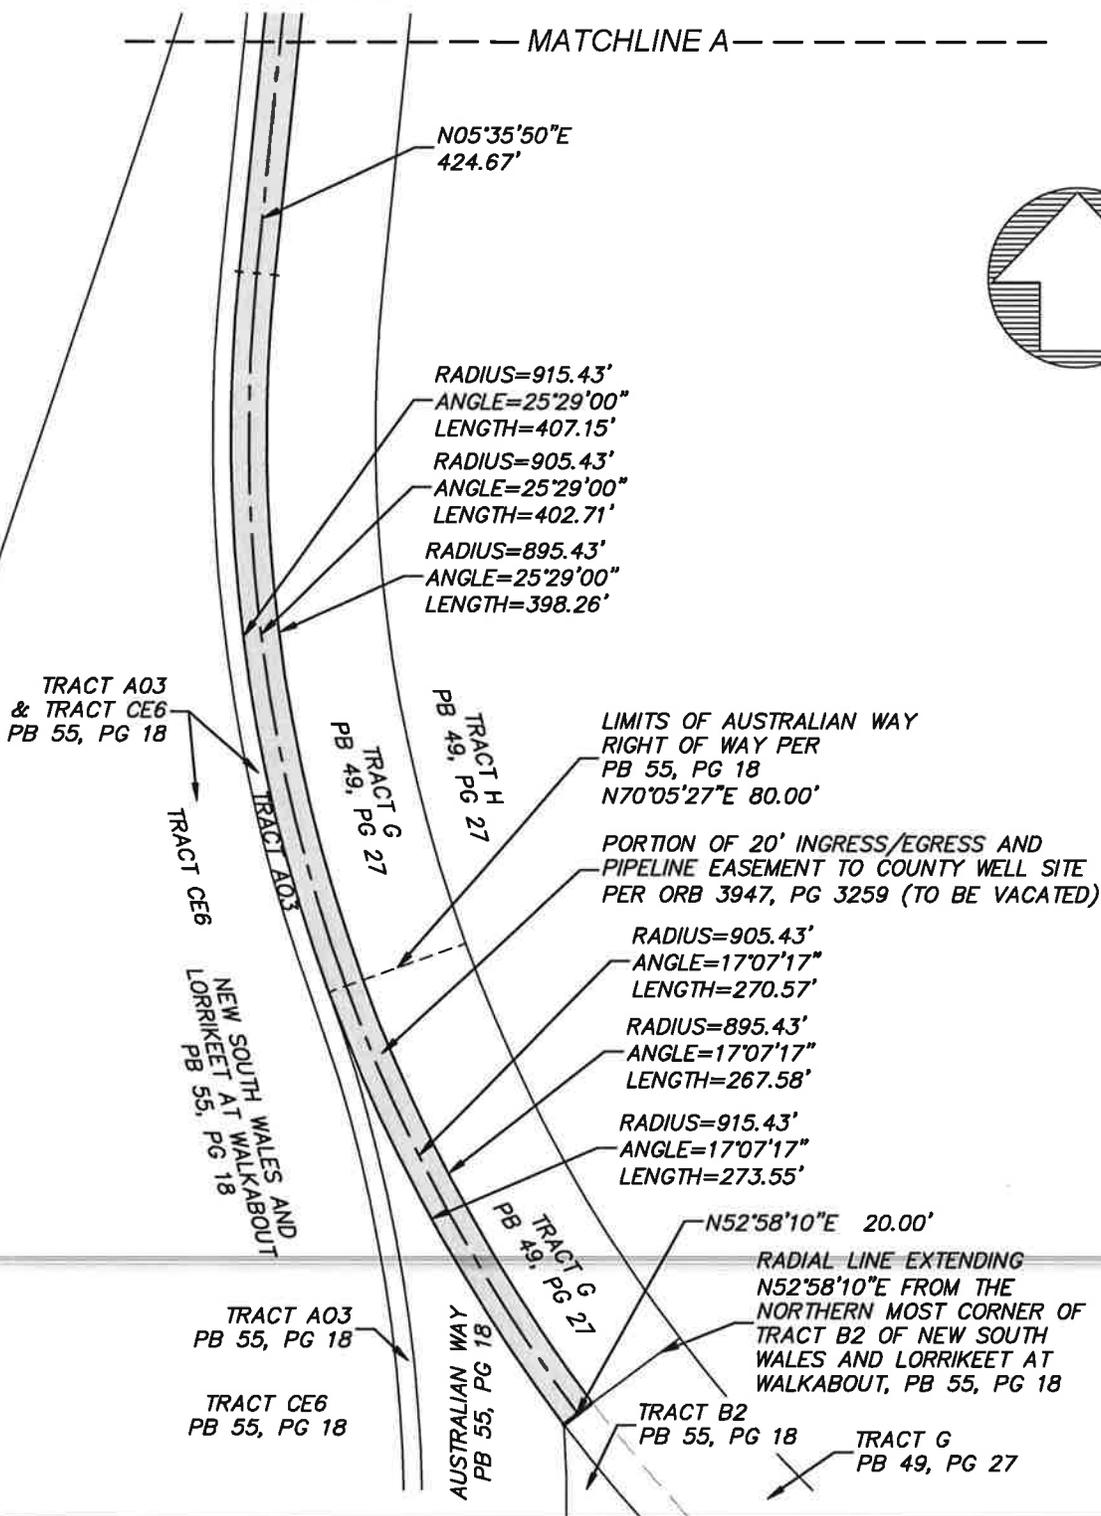 MATCHLINE A
N05°35'50"E
424.67'
RADIUS=915.43'
ANGLE=25°29'00"
LENGTH=407.15'
RADIUS=905.43'
ANGLE=25°29'00"
LENGTH=402.71'
RADIUS=895.43'
ANGLE=25°29'00"
LENGTH=398.26'
TRACT A03
& TRACT CE6
PB 55, PG 18
TRACT H
PB 49, PG 27
TRACT G
PB 49, PG 27
LIMITS OF AUSTRALIAN WAY
RIGHT OF WAY PER
PB 55, PG 18
N70°05'27"E 80.00'
TRACT A03
TRACT CE6
PORTION OF 20' INGRESS/EGRESS AND
PIPELINE EASEMENT TO COUNTY WELL SITE
PER ORB 3947, PG 3259 (TO BE VACATED)
RADIUS=905.43'
ANGLE=17°07'17"
LENGTH=270.57'
RADIUS=895.43'
ANGLE=17°07'17"
LENGTH=267.58'
RADIUS=915.43'
ANGLE=17°07'17"
LENGTH=273.55'
NEW SOUTH WALES AND
LORRIKEET AT WALKABOUT
PB 55, PG 18
TRACT G
PB 49, PG 27
N52°58'10"E 20.00'
RADIAL LINE EXTENDING
N52°58'10"E FROM THE
NORTHERN MOST CORNER OF
TRACT B2 OF NEW SOUTH
WALES AND LORRIKEET AT
WALKABOUT, PB 55, PG 18
TRACT A03
PB 55, PG 18
TRACT CE6
PB 55, PG 18
AUSTRALIAN WAY
PB 55, PG 18
TRACT B2
PB 55, PG 18
TRACT G
PB 49, PG 27